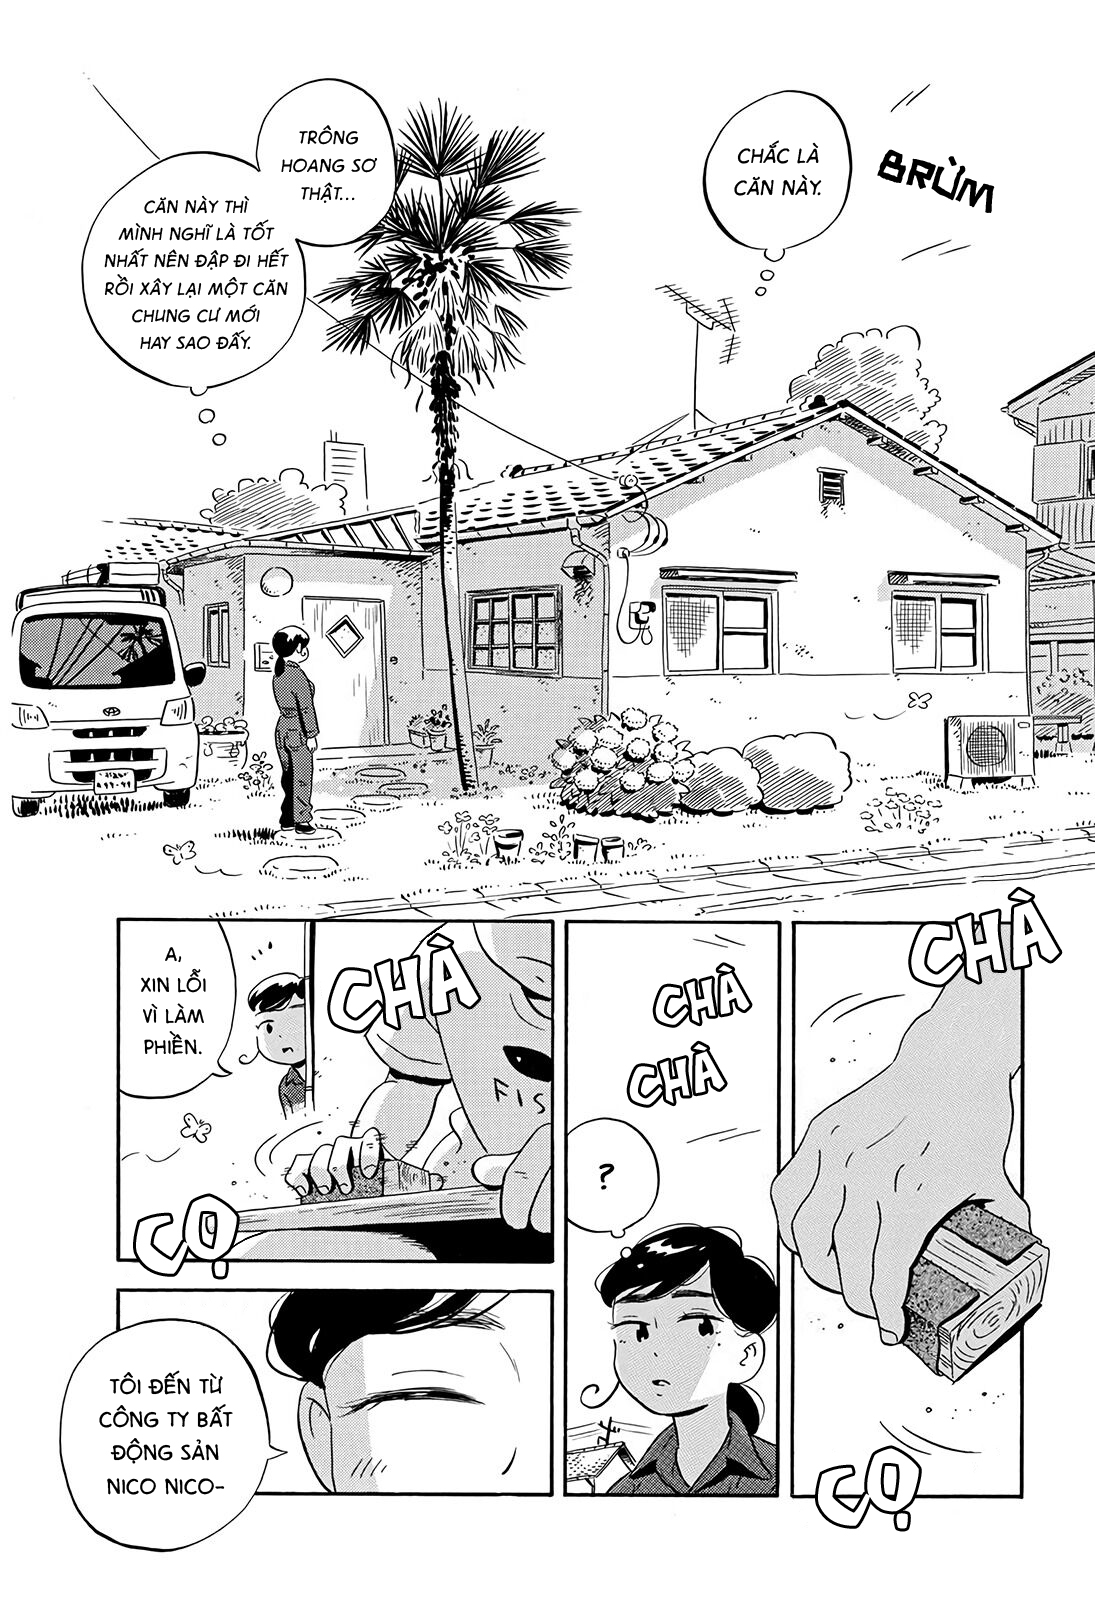 BRÙM
CHẮC LÀ
CĂN NÀY.
TRÔNG
HOANG SƠ
THẬT...
CĂN NÀY THÌ
MÌNH NGHĨ LÀ TỐT
NHẤT NÊN ĐẬP ĐI HẾT
RỒI XÂY LẠI MỘT CĂN
CHUNG CƯ MỚI
HAY SAO ĐẤY.
CHÀ
CHÀ
CHÀ
?
CỌ
CHÀ
FIS
A,
XIN LỖI
VÌ LÀM
PHIỀN.
CỌ
TÔI ĐẾN TỪ
CÔNG TY BẤT
ĐỘNG SẢN
NICO NICO-